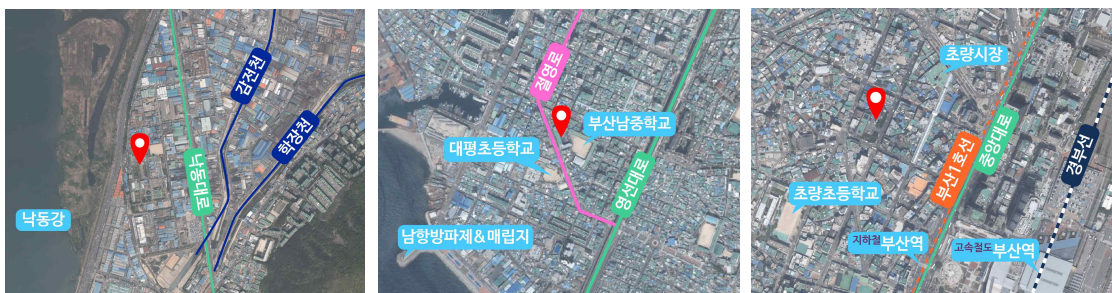 감전천
학장천
낙동대로
낙동강
절영로
부산남중학교
대평초등학교
영선대로
남항방파제&매립지
초량시장
부산1호선
중앙대로
경부선
초량초등학교
지하철부산역
고속철도부산역